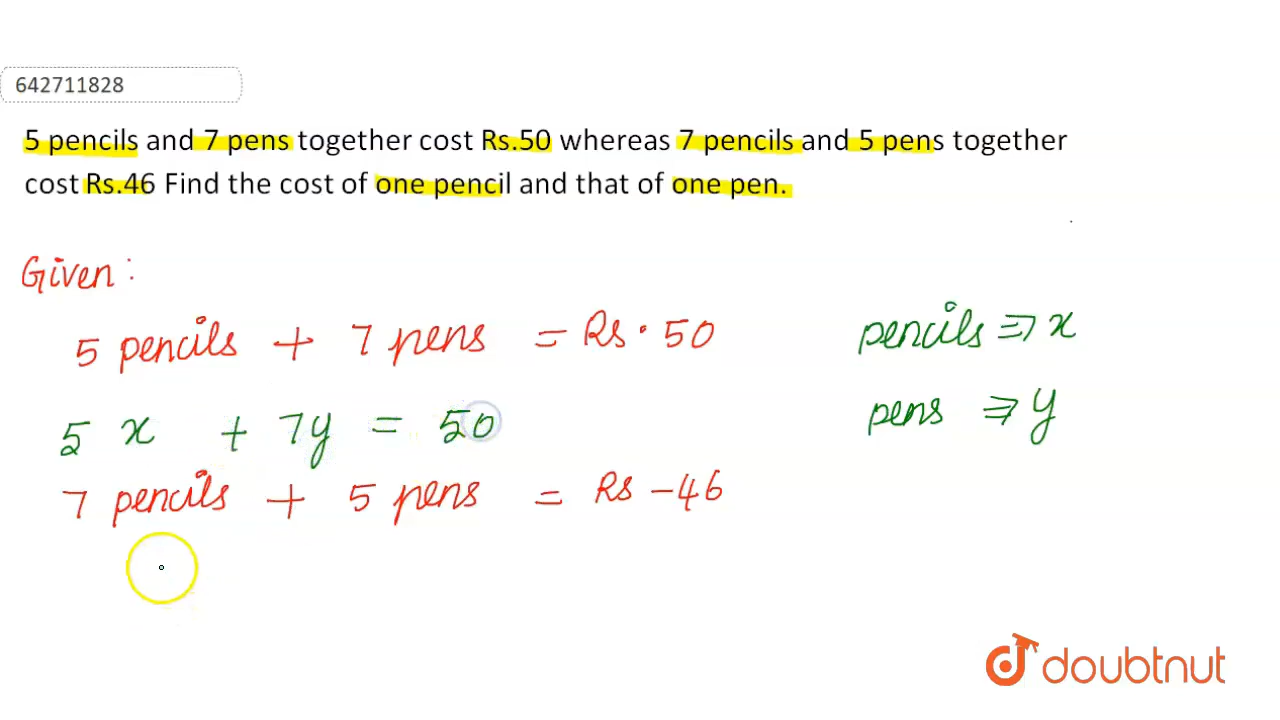 642711828
5 pencils and 7 pens together cost Rs.50 whereas 7 pencils and 5 pens together
cost Rs.46 Find the cost of one pencil and that of one pen.
Given :
5 pencils + 7 pens = Rs . 50
pencils ⇒ x
5 x + 7y = 50
pens ⇒ y
7 pencils + 5 pens = Rs - 46
doubtnut